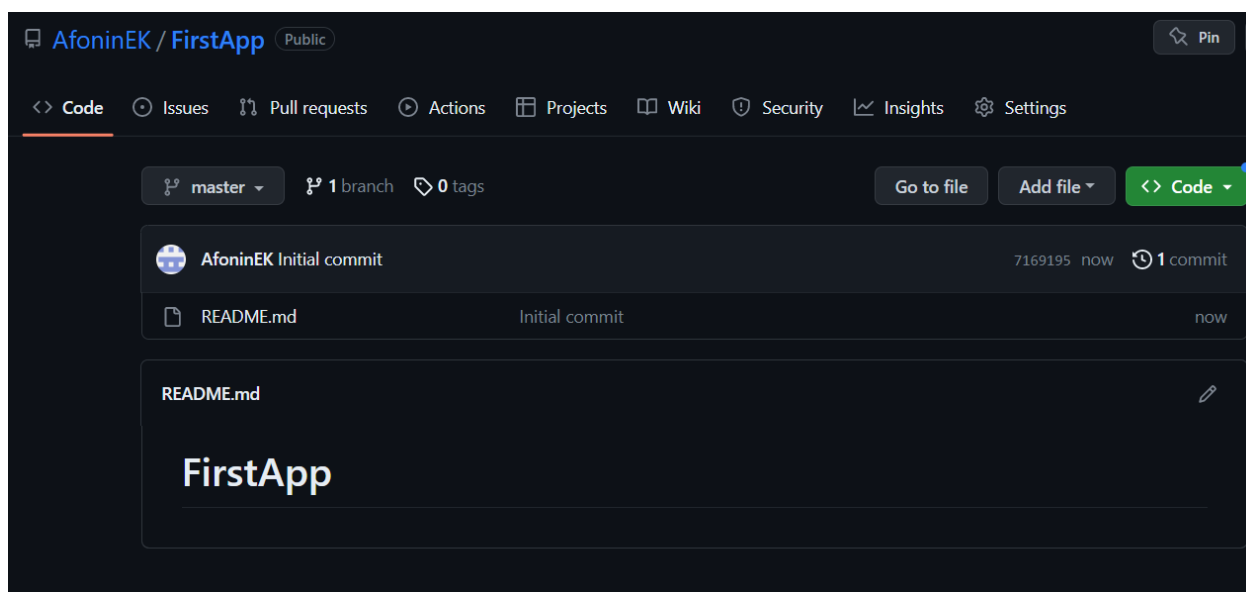 AfoninEK / FirstApp Public Pin
<> Code Issues Pull requests Actions Projects Wiki Security Insights Settings
master 1 branch 0 tags Go to file Add file <> Code
AfoninEK Initial commit 7169195 now 1 commit
README.md Initial commit now
README.md
FirstApp